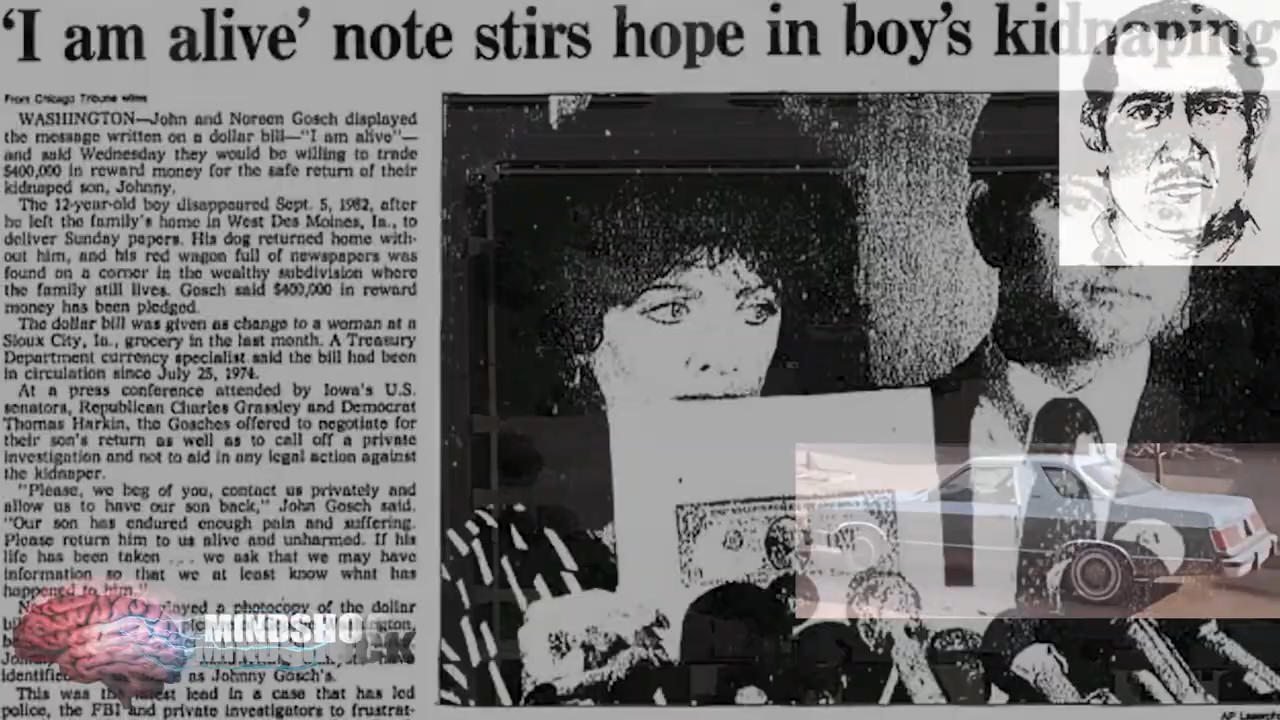 ‘I am alive’ note stirs hope in boy’s kidnaping
From Chicago Tribune wires
WASHINGTON—John and Noreen Gosch displayed
the message written on a dollar bill—"I am alive"—
and said Wednesday they would be willing to trade
$400,000 in reward money for the safe return of their
kidnaped son, Johnny.
The 12-year-old boy disappeared Sept. 5, 1982, after
he left the family's home in West Des Moines, Ia., to
deliver Sunday papers. His dog returned home with-
out him, and his red wagon full of newspapers was
found on a corner in the wealthy subdivision where
the family still lives. Gosch said $400,000 in reward
money has been pledged.
The dollar bill was given as change to a woman at a
Sioux City, Ia., grocery in the last month. A Treasury
Department currency specialist said the bill had been
in circulation since July 25, 1974.
At a press conference attended by Iowa's U.S.
senators, Republican Charles Grassley and Democrat
Thomas Harkin, the Gosches offered to negotiate for
their son's return as well as to call off a private
investigation and not to aid in any legal action against
the kidnaper.
"Please, we beg of you, contact us privately and
allow us to have our son back," John Gosch said.
"Our son has endured enough pain and suffering.
Please return him to us alive and unharmed. If his
life has been taken . . . we ask that we may have
information so that we at least know what has
happened to him."
a photocopy of the dollar
identified as Johnny Gosch's.
This was the latest lead in a case that has led
police, the FBI and private investigators to frustrat-
MINDSHOCK
AP